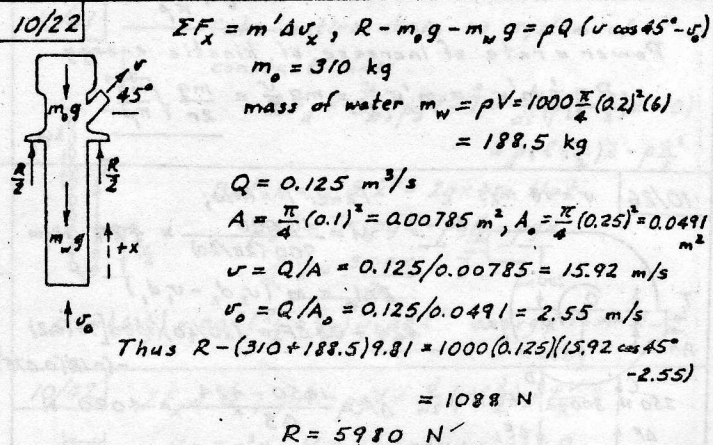 10/22
ΣF_x = m'Δv_x, R - m_o g - m_w g = ρQ (v cos 45° - v_o)
m_o = 310 kg
mass of water m_w = ρV = 1000 π/4 (0.2)²(6)
= 188.5 kg
v
45°
m_o g
R/2
R/2
m_w g
+x
v_o
Q = 0.125 m³/s
A = π/4 (0.1)² = 0.00785 m², A_o = π/4 (0.25)² = 0.0491 m²
v = Q/A = 0.125/0.00785 = 15.92 m/s
v_o = Q/A_o = 0.125/0.0491 = 2.55 m/s
Thus R - (310 + 188.5) 9.81 = 1000 (0.125)(15.92 cos 45°
- 2.55)
= 1088 N
R = 5980 N